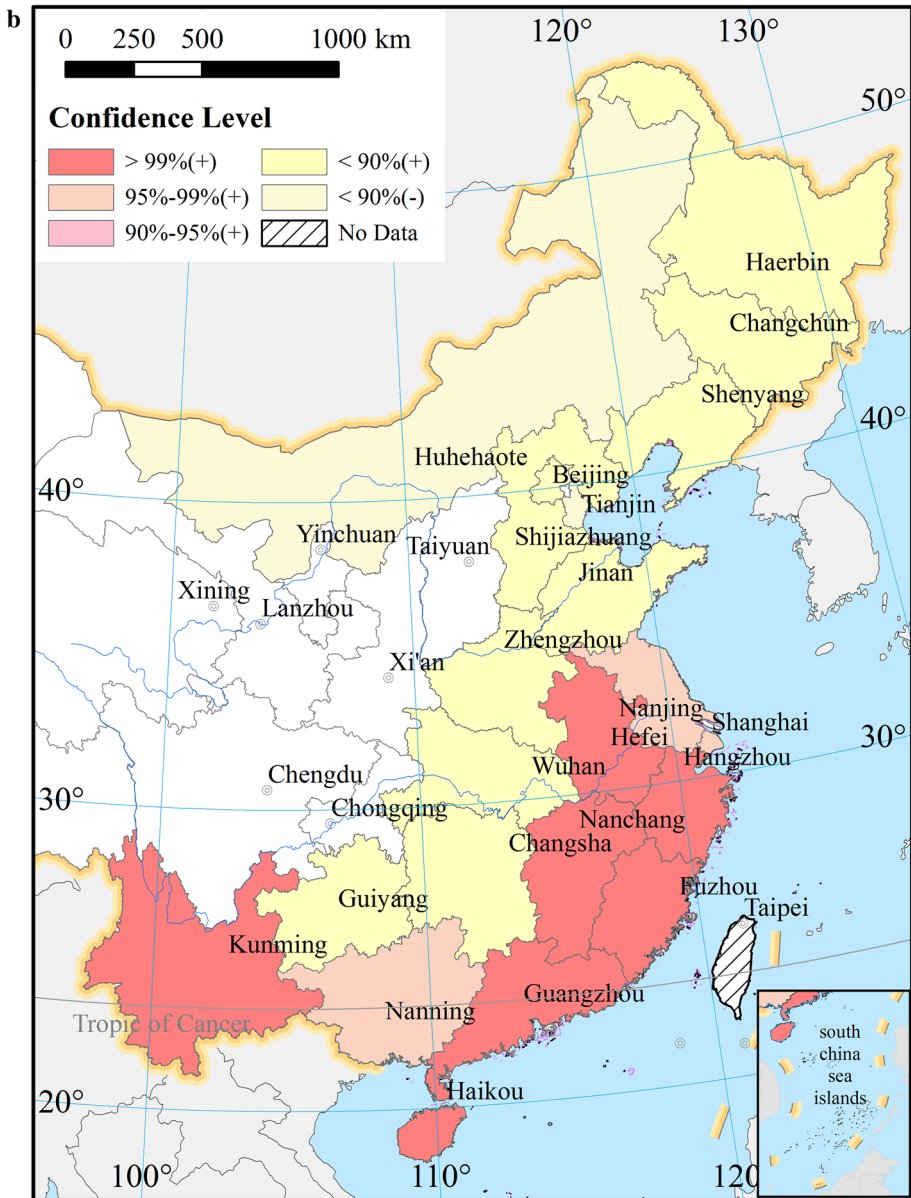 b
0 250 500 1000 km
120°
130°
50°
Confidence Level
> 99%(+)
< 90%(+)
95%-99%(+)
< 90%(-)
90%-95%(+)
No Data
Haerbin
Changchun
Shenyang
40°
Huhehaote
Beijing
40°
Tianjin
Yinchuan
Taiyuan
Shijiazhuang
Jinan
Xining
Lanzhou
Zhengzhou
Xi'an
Nanjing
Shanghai
30°
Hefei
Hangzhou
Wuhan
Chengdu
30°
Chongqing
Nanchang
Changsha
Guiyang
Fuzhou
Taipei
Kunming
Guangzhou
Nanning
Tropic of Cancer
south
china
sea
islands
Haikou
20°
100°
110°
120